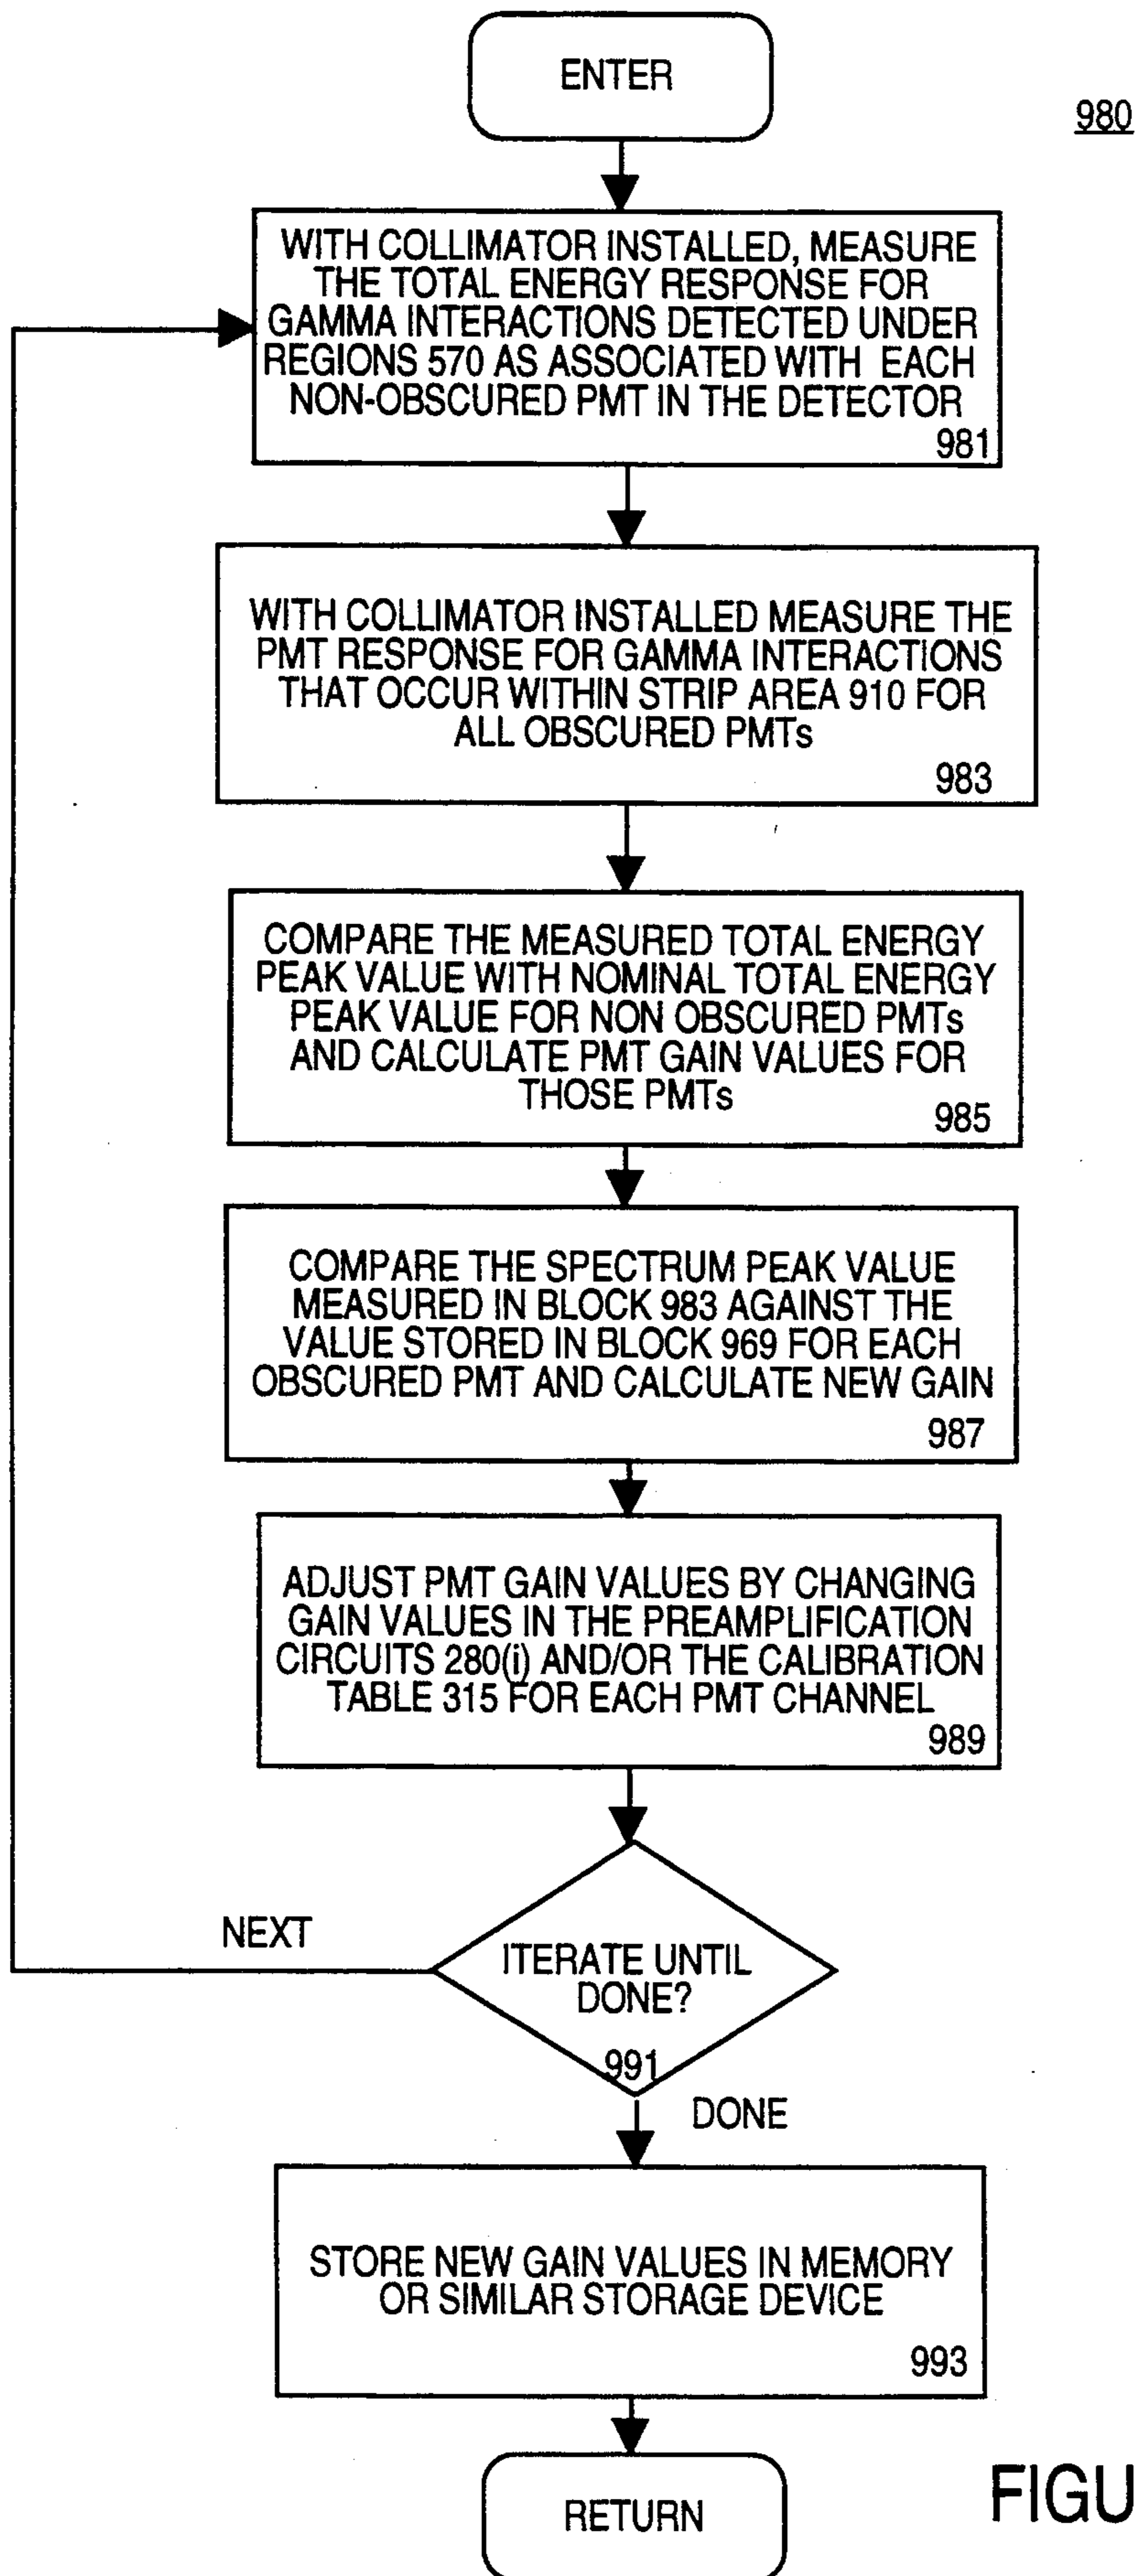 ENTER
980
WITH COLLIMATOR INSTALLED, MEASURE
THE TOTAL ENERGY RESPONSE FOR
GAMMA INTERACTIONS DETECTED UNDER
REGIONS 570 AS ASSOCIATED WITH EACH
NON-OBSCURED PMT IN THE DETECTOR
981
WITH COLLIMATOR INSTALLED MEASURE THE
PMT RESPONSE FOR GAMMA INTERACTIONS
THAT OCCUR WITHIN STRIP AREA 910 FOR
ALL OBSCURED PMTs
983
COMPARE THE MEASURED TOTAL ENERGY
PEAK VALUE WITH NOMINAL TOTAL ENERGY
PEAK VALUE FOR NON OBSCURED PMTs
AND CALCULATE PMT GAIN VALUES FOR
THOSE PMTs
985
COMPARE THE SPECTRUM PEAK VALUE
MEASURED IN BLOCK 983 AGAINST THE
VALUE STORED IN BLOCK 969 FOR EACH
OBSCURED PMT AND CALCULATE NEW GAIN
987
ADJUST PMT GAIN VALUES BY CHANGING
GAIN VALUES IN THE PREAMPLIFICATION
CIRCUITS 280(i) AND/OR THE CALIBRATION
TABLE 315 FOR EACH PMT CHANNEL
989
NEXT
ITERATE UNTIL
DONE?
991
DONE
STORE NEW GAIN VALUES IN MEMORY
OR SIMILAR STORAGE DEVICE
993
RETURN
FIGU